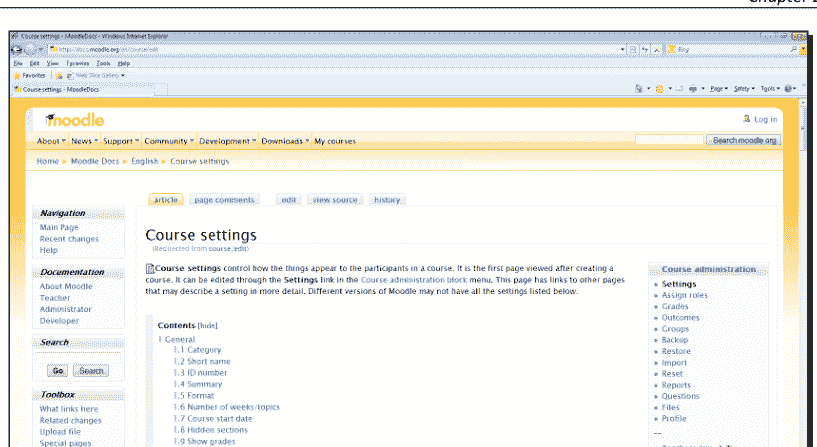 Course settings - MoodleDocs - Windows Internet Explorer
http://docs.moodle.org/en/course/edit
Bing
File Edit View Favorites Tools Help
Favorites Web Slice Gallery
Course settings - MoodleDocs
Page Safety Tools
moodle
Log in
About News Support Community Development Downloads My courses
Search moodle.org
Home Moodle Docs English Course settings
article page comments edit view source history
Navigation
Main Page
Recent changes
Help
Documentation
About Moodle
Teacher
Administrator
Developer
Search
Go Search
Toolbox
What links here
Related changes
Upload file
Special pages
Course settings
(Redirected from course/edit)
Course settings control how the things appear to the participants in a course. It is the first page viewed after creating a
course. It can be edited through the Settings link in the Course administration block menu. This page has links to other pages
that may describe a setting in more detail. Different versions of Moodle may not have all the settings listed below.
Contents [hide]
1 General
1.1 Category
1.2 Short name
1.3 ID number
1.4 Summary
1.5 Format
1.6 Number of weeks/topics
1.7 Course start date
1.8 Hidden sections
1.9 Show grades
Course administration
Settings
Assign roles
Grades
Outcomes
Groups
Backup
Restore
Import
Reset
Reports
Questions
Files
Profile
--